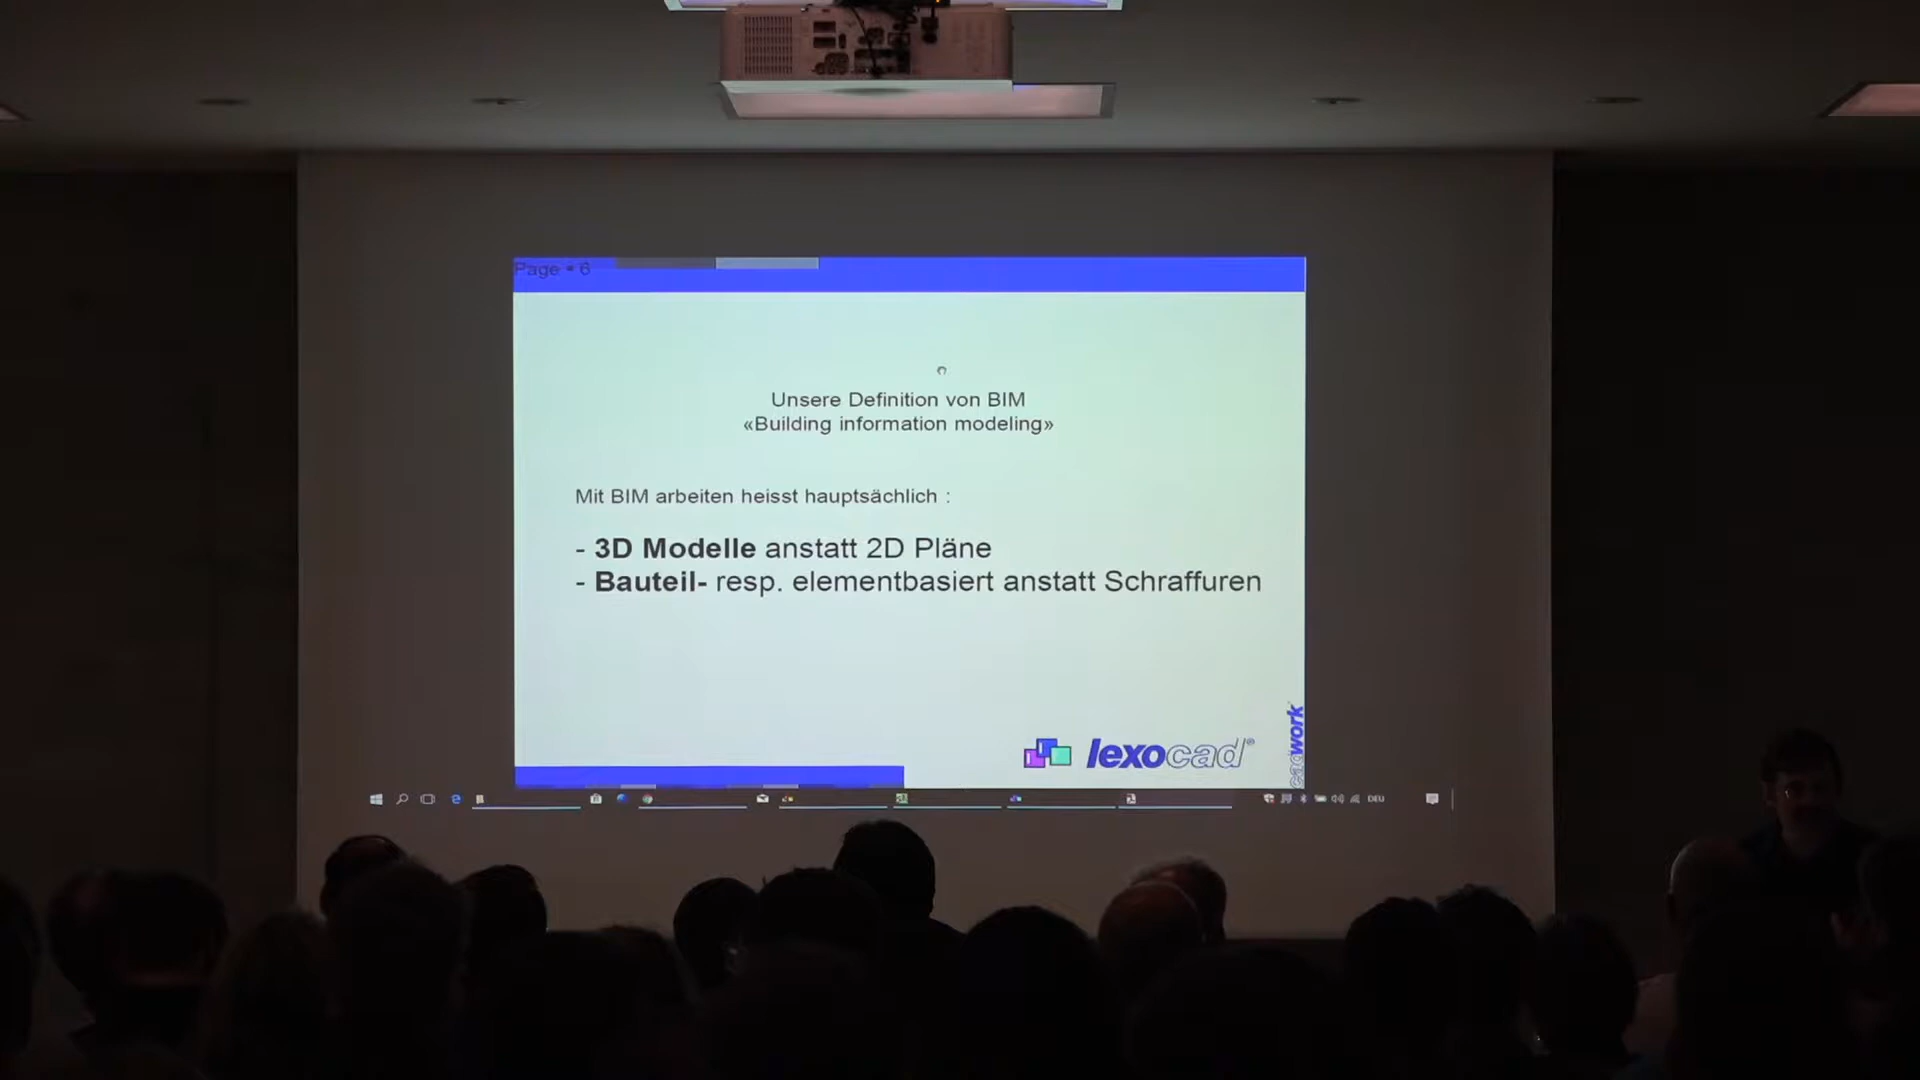 Page ▪ 6
Unsere Definition von BIM
«Building information modeling»
Mit BIM arbeiten heisst hauptsächlich :
- 3D Modelle anstatt 2D Pläne
- Bauteil- resp. elementbasiert anstatt Schraffuren
lexocad®
cadwork
DEU